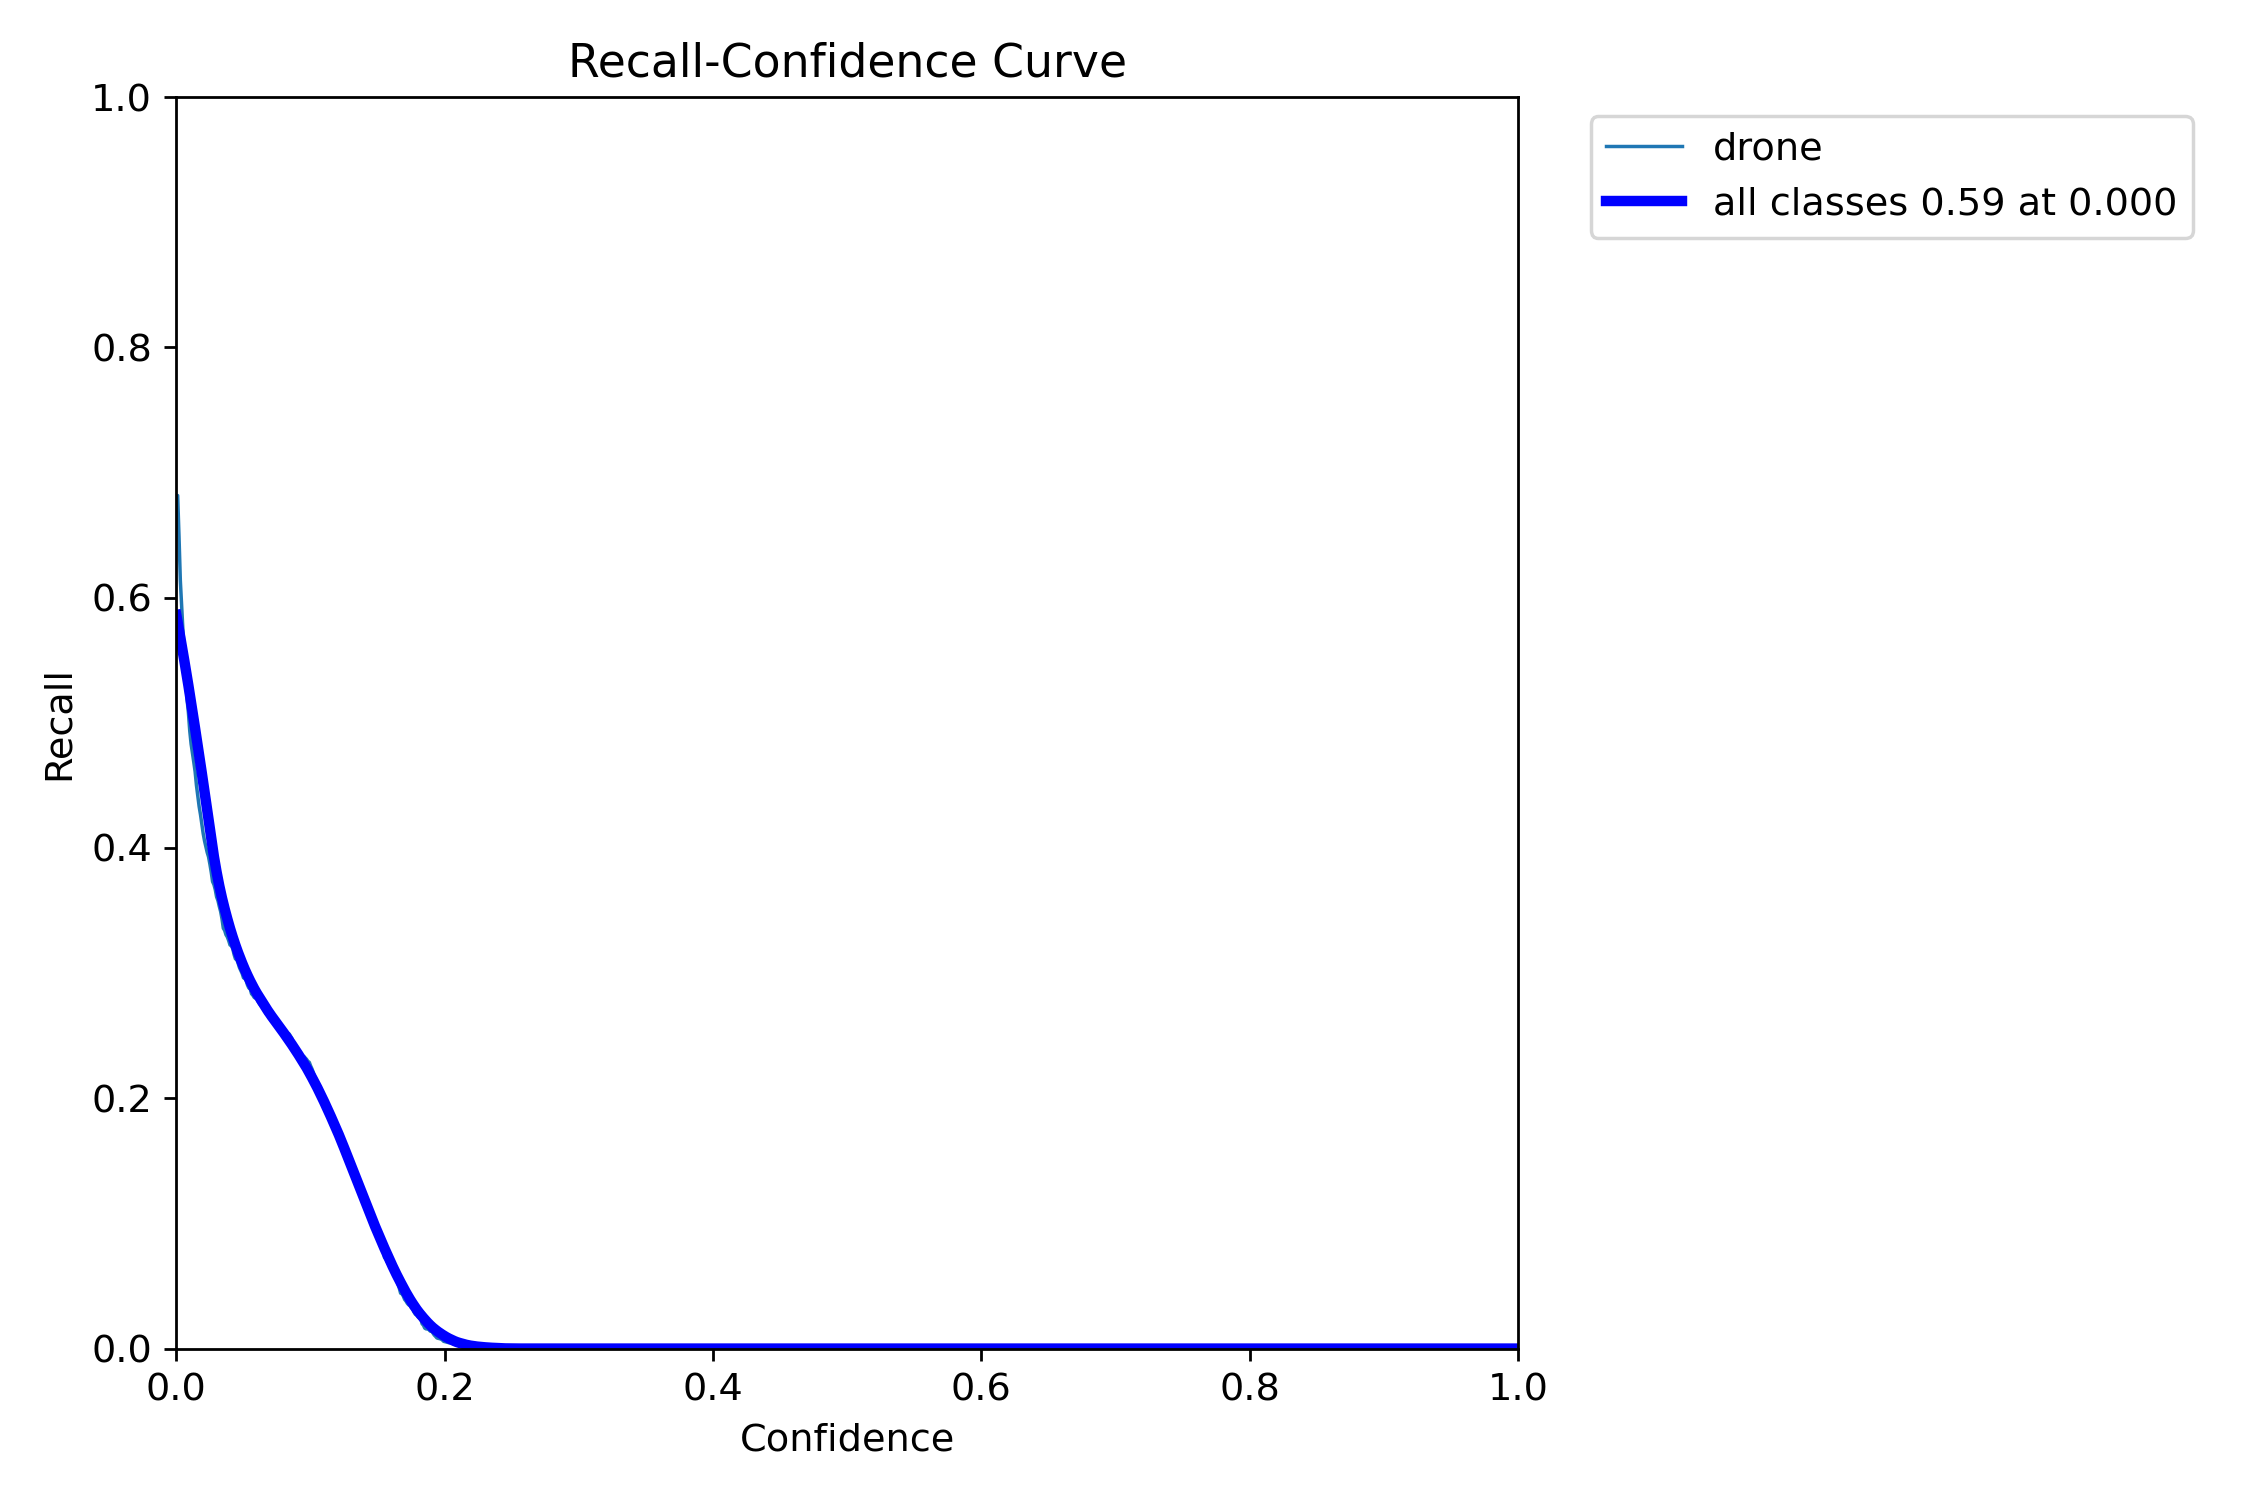 Recall-Confidence Curve
1.0
0.8
0.6
0.4
0.2
0.0
Recall
0.0 0.2 0.4 0.6 0.8 1.0
Confidence
drone
all classes 0.59 at 0.000